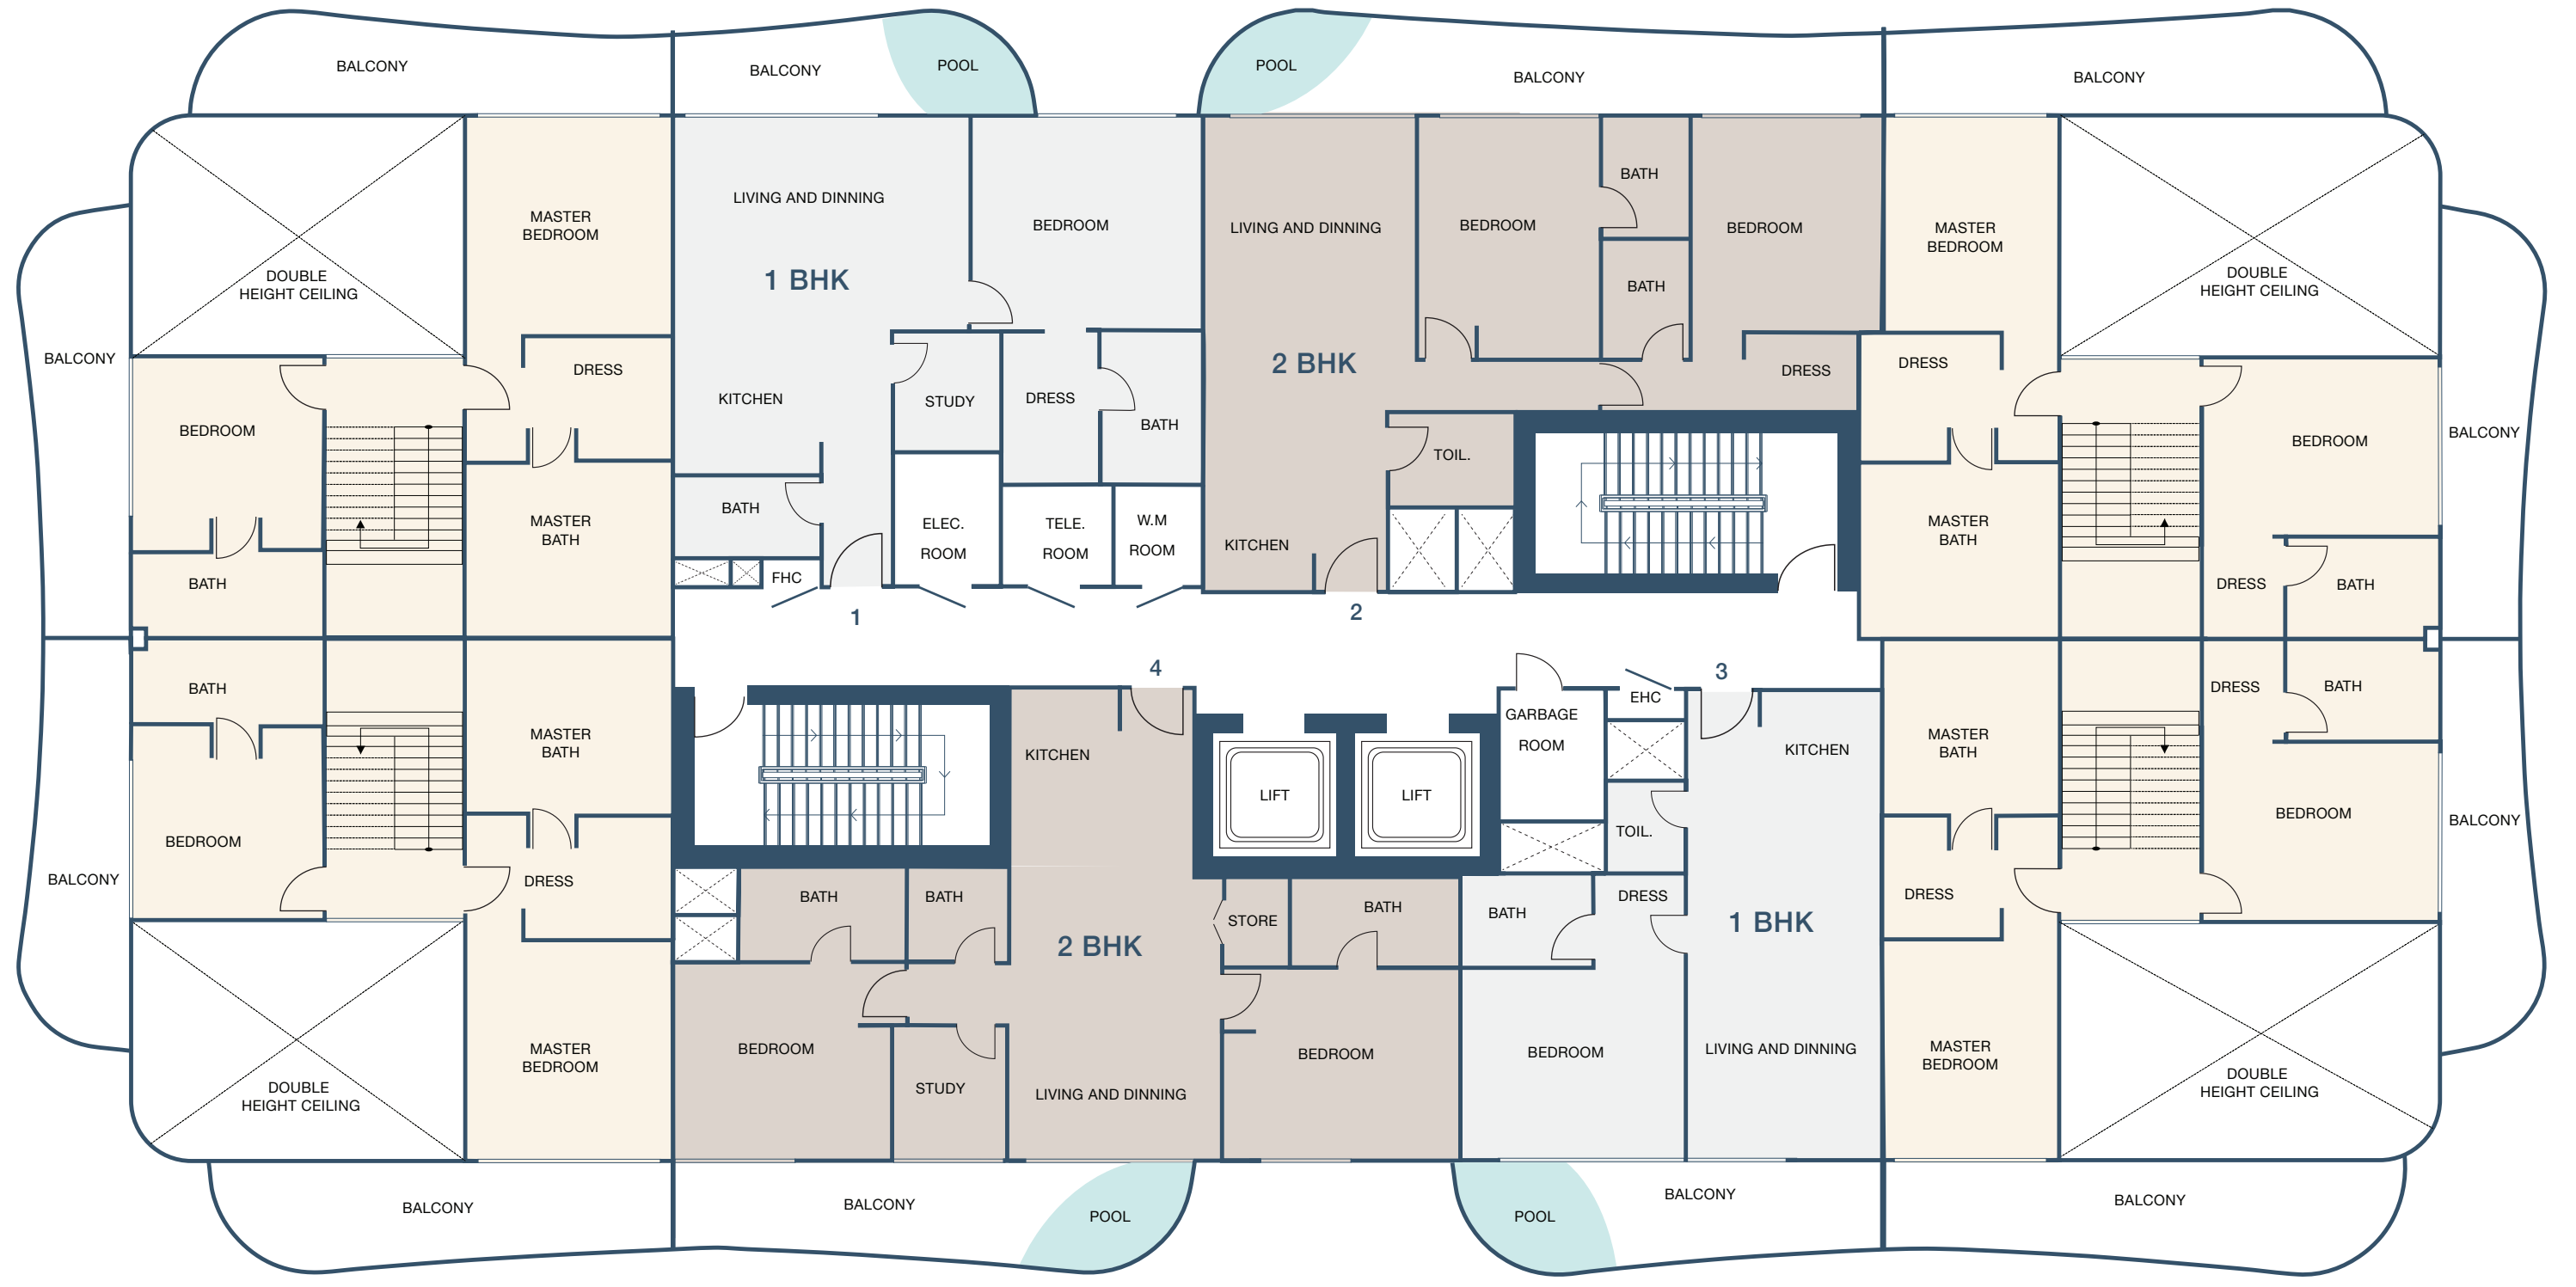 BALCONY
BALCONY
POOL
POOL
BALCONY
BALCONY
DOUBLE
HEIGHT CEILING
MASTER
BEDROOM
LIVING AND DINNING
1 BHK
BEDROOM
LIVING AND DINNING
2 BHK
BEDROOM
BATH
BATH
BEDROOM
MASTER
BEDROOM
DOUBLE
HEIGHT CEILING
BALCONY
DRESS
KITCHEN
STUDY
DRESS
BATH
DRESS
DRESS
BALCONY
BEDROOM
TOIL.
BEDROOM
MASTER
BATH
BATH
ELEC.
ROOM
TELE.
ROOM
W.M
ROOM
KITCHEN
MASTER
BATH
BATH
FHC
DRESS
BATH
1
2
4
3
BATH
EHC
DRESS
BATH
MASTER
BATH
KITCHEN
GARBAGE
ROOM
KITCHEN
MASTER
BATH
LIFT
LIFT
TOIL.
BEDROOM
BEDROOM
BALCONY
BALCONY
DRESS
BATH
BATH
STORE
BATH
BATH
DRESS
DRESS
2 BHK
1 BHK
MASTER
BEDROOM
BEDROOM
STUDY
LIVING AND DINNING
BEDROOM
BEDROOM
LIVING AND DINNING
MASTER
BEDROOM
DOUBLE
HEIGHT CEILING
DOUBLE
HEIGHT CEILING
BALCONY
BALCONY
POOL
POOL
BALCONY
BALCONY